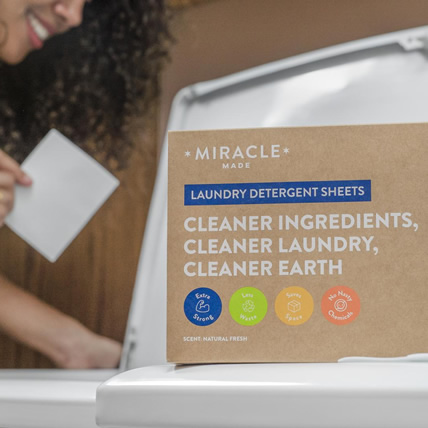 *MIRACLE*
MADE
LAUNDRY DETERGENT SHEETS
CLEANER INGREDIENTS,
CLEANER LAUNDRY,
CLEANER EARTH
Extra
Strong
Less
Waste
Saves
Space
No Nasty
Chemicals
SCENT: NATURAL FRESH